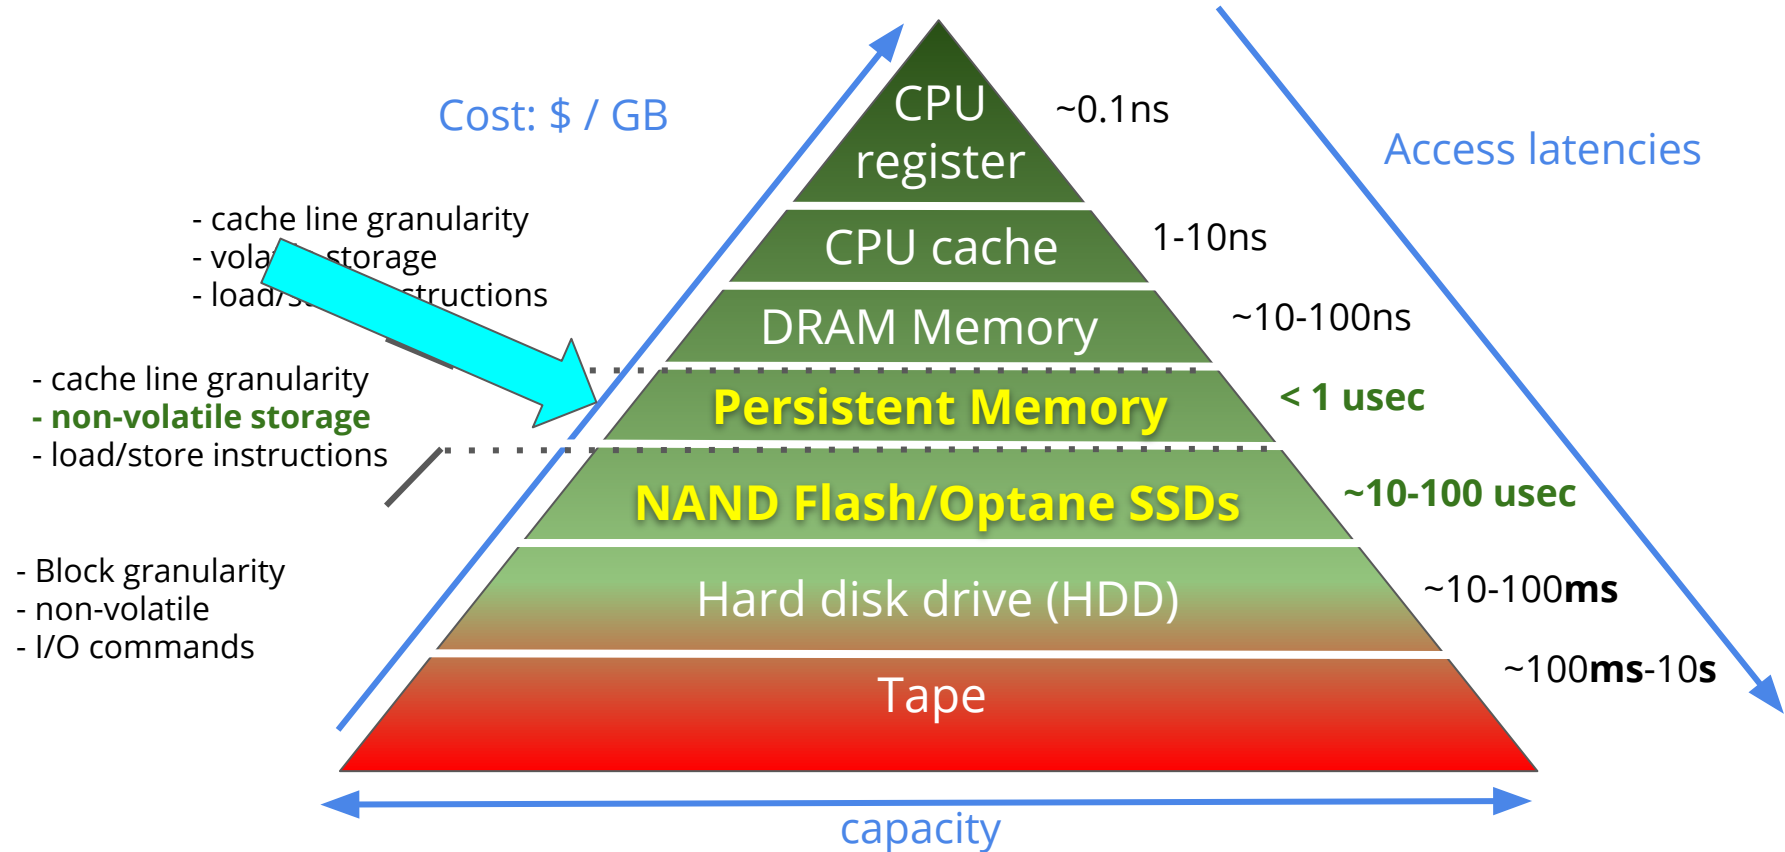 CPU
register
~0.1ns
Cost: $ / GB
Access latencies
- cache line granularity
- storage
-
CPU cache
1-10ns
DRAM Memory
~10-100ns
- cache line granularity
- non-volatile storage
- load/store instructions
Persistent Memory
< 1 usec
NAND Flash/Optane SSDs
~10-100 usec
- Block granularity
- non-volatile
- I/O commands
Hard disk drive (HDD)
~10-100ms
Tape
~100ms-10s
capacity